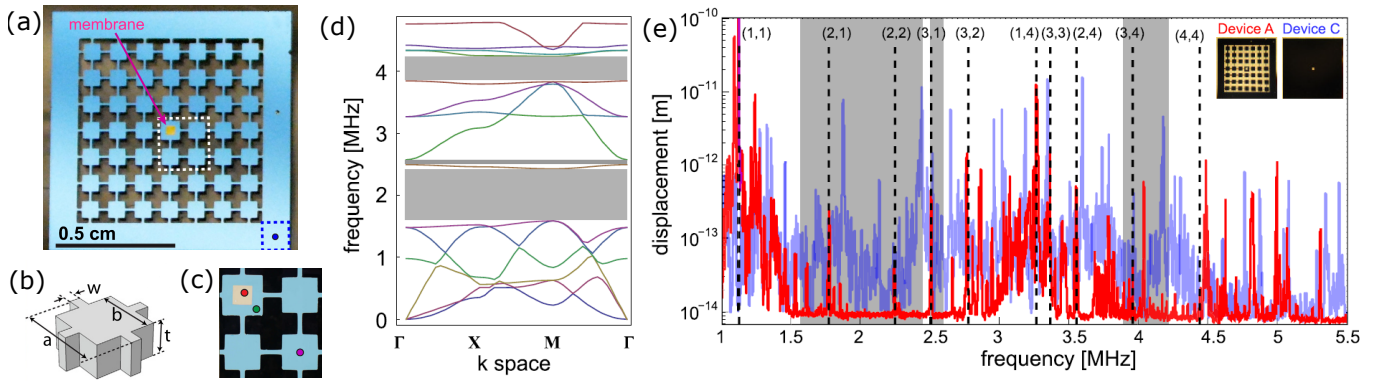 (a)
membrane
0.5 cm
(b)
w
b
a
t
(c)
(d)
frequency [MHz]
4
3
2
1
0
Γ X M Γ
k space
(e)
displacement [m]
10⁻¹⁰
10⁻¹¹
10⁻¹²
10⁻¹³
10⁻¹⁴
(1,1) (2,1) (2,2) (3,1) (3,2) (1,4) (3,3) (2,4) (3,4) (4,4)
Device A Device C
1 1.5 2 2.5 3 3.5 4 4.5 5 5.5
frequency [MHz]